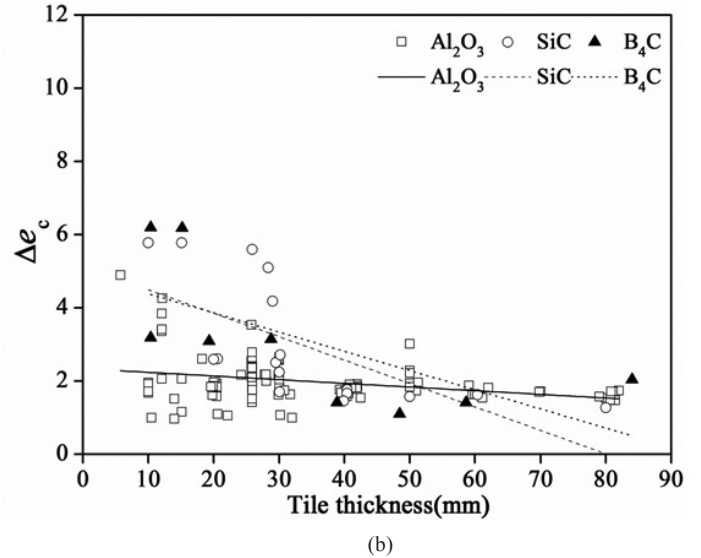 12
10
8
6
4
2
0
Δe_c
□ Al₂O₃ ○ SiC ▲ B₄C
Al₂O₃ SiC B₄C
0 10 20 30 40 50 60 70 80 90
Tile thickness(mm)
(b)